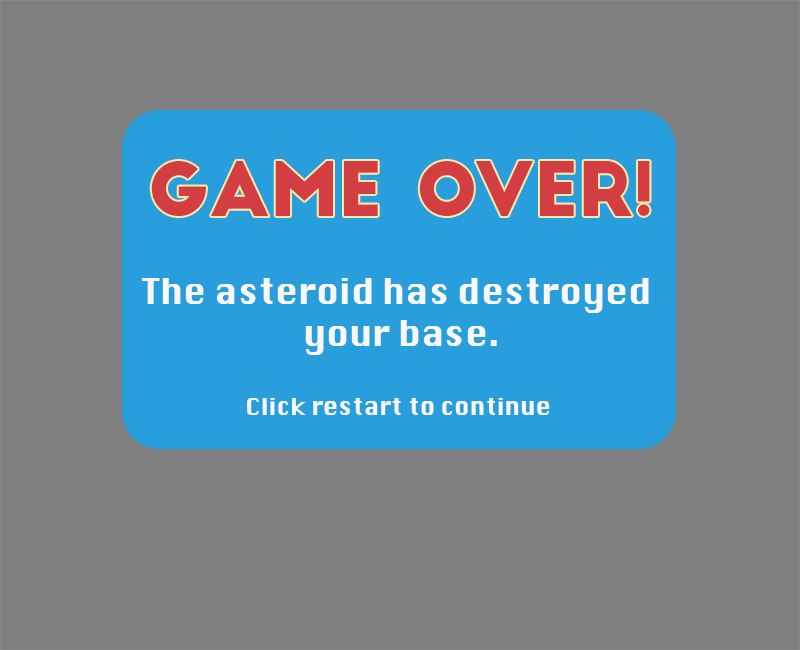 GAME OVER!
The asteroid has destroyed
your base.
Click restart to continue